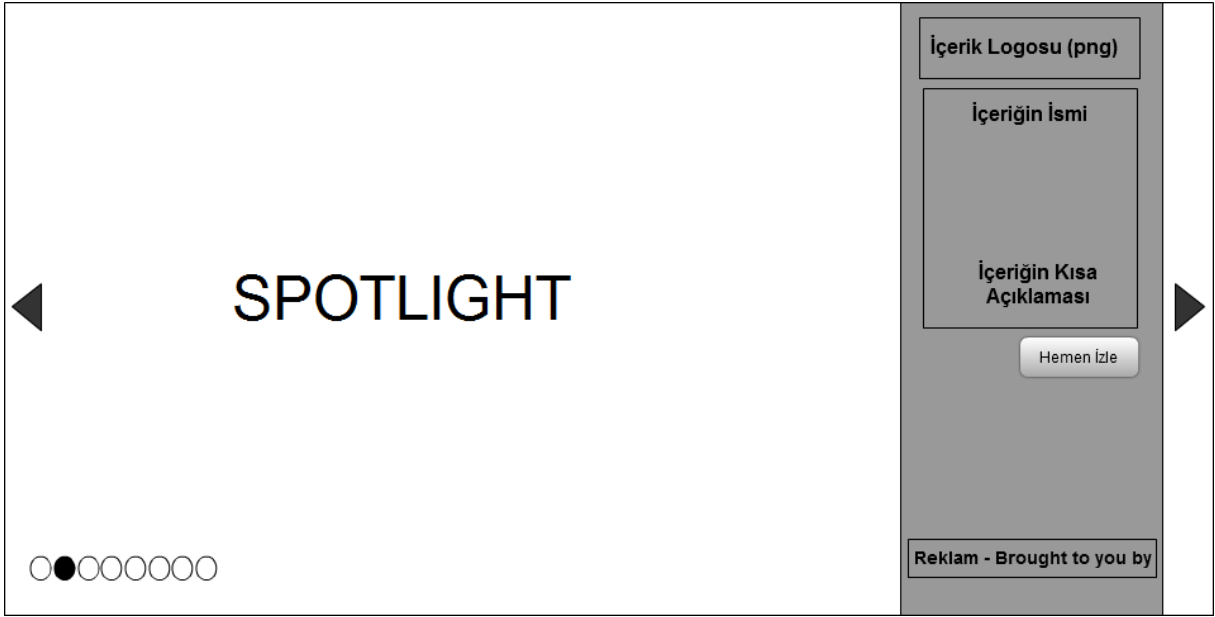 İçerik Logosu (png)
İçeriğin İsmi
SPOTLIGHT
İçeriğin Kısa
Açıklaması
Hemen İzle
Reklam - Brought to you by